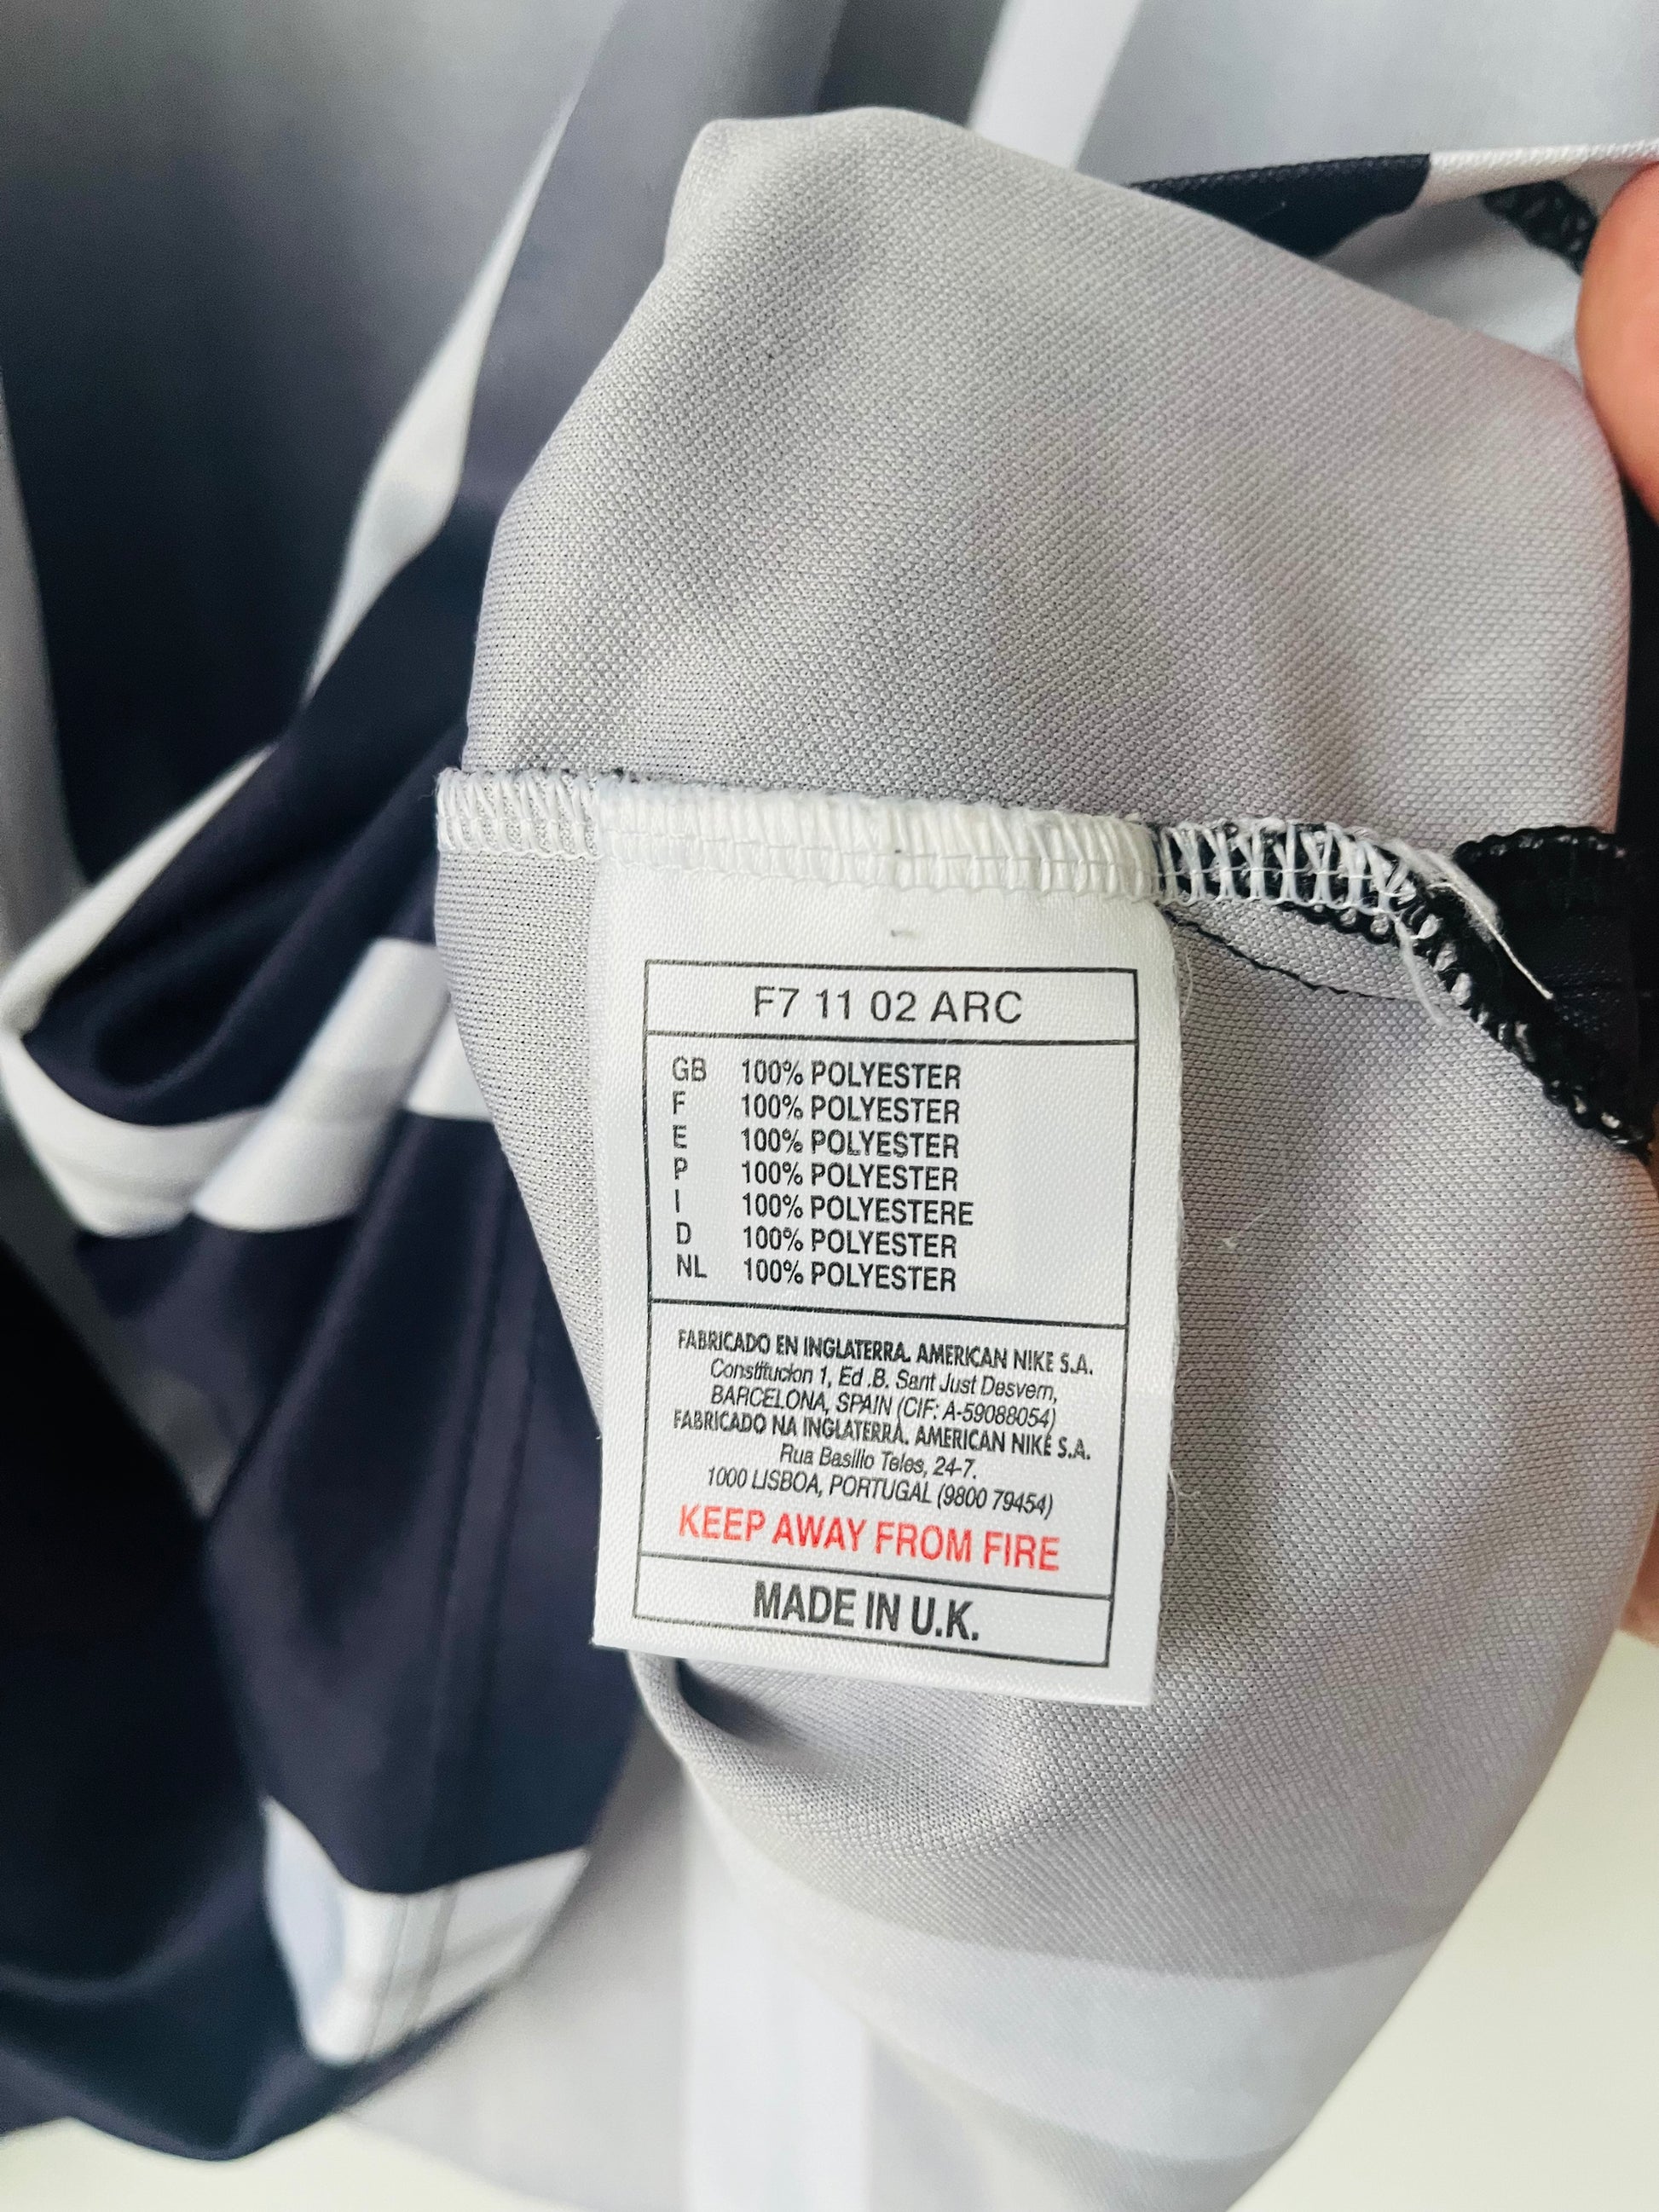 F7 11 02 ARC
GB 100% POLYESTER
F 100% POLYESTER
E 100% POLYESTER
P 100% POLYESTER
I 100% POLYESTERE
D 100% POLYESTER
NL 100% POLYESTER
FABRICADO EN INGLATERRA. AMERICAN NIKE S.A.
Constitucion 1, Ed .B. Sant Just Desvern,
BARCELONA, SPAIN (CIF: A-59088054)
FABRICADO NA INGLATERRA. AMERICAN NIKE S.A.
Rua Basilio Teles, 24-7.
1000 LISBOA, PORTUGAL (9800 79454)
KEEP AWAY FROM FIRE
MADE IN U.K.